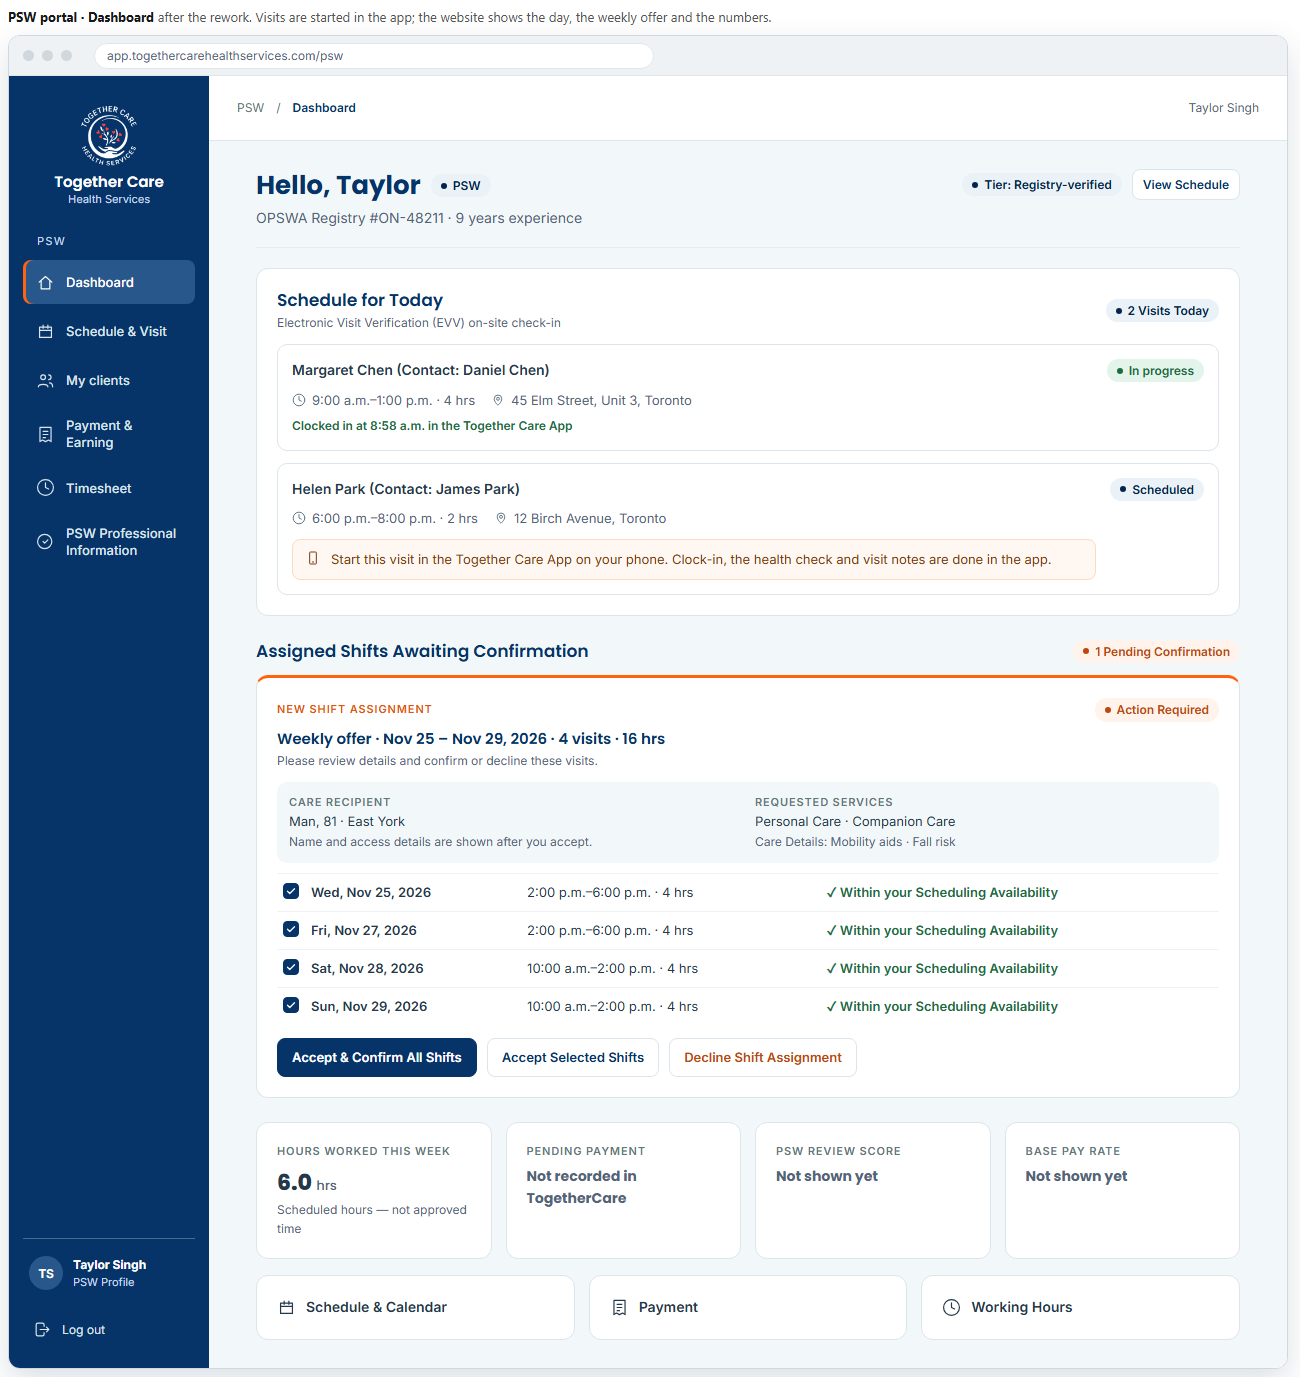 PSW portal · Dashboard after the rework. Visits are started in the app; the website shows the day, the weekly offer and the numbers.
app.togethercarehealthservices.com/psw
TOGETHER CARE
HEALTH SERVICES
Together Care
Health Services
PSW
Dashboard
Schedule & Visit
My clients
Payment &
Earning
Timesheet
PSW Professional
Information
TS
Taylor Singh
PSW Profile
Log out
PSW / Dashboard
Taylor Singh
Hello, Taylor
PSW
Tier: Registry-verified
View Schedule
OPSWA Registry #ON-48211 · 9 years experience
Schedule for Today
Electronic Visit Verification (EVV) on-site check-in
2 Visits Today
Margaret Chen (Contact: Daniel Chen)
In progress
9:00 a.m.–1:00 p.m. · 4 hrs
45 Elm Street, Unit 3, Toronto
Clocked in at 8:58 a.m. in the Together Care App
Helen Park (Contact: James Park)
Scheduled
6:00 p.m.–8:00 p.m. · 2 hrs
12 Birch Avenue, Toronto
Start this visit in the Together Care App on your phone. Clock-in, the health check and visit notes are done in the app.
Assigned Shifts Awaiting Confirmation
1 Pending Confirmation
NEW SHIFT ASSIGNMENT
Action Required
Weekly offer · Nov 25 – Nov 29, 2026 · 4 visits · 16 hrs
Please review details and confirm or decline these visits.
CARE RECIPIENT
Man, 81 · East York
Name and access details are shown after you accept.
REQUESTED SERVICES
Personal Care · Companion Care
Care Details: Mobility aids · Fall risk
Wed, Nov 25, 2026
2:00 p.m.–6:00 p.m. · 4 hrs
✓ Within your Scheduling Availability
Fri, Nov 27, 2026
2:00 p.m.–6:00 p.m. · 4 hrs
✓ Within your Scheduling Availability
Sat, Nov 28, 2026
10:00 a.m.–2:00 p.m. · 4 hrs
✓ Within your Scheduling Availability
Sun, Nov 29, 2026
10:00 a.m.–2:00 p.m. · 4 hrs
✓ Within your Scheduling Availability
Accept & Confirm All Shifts
Accept Selected Shifts
Decline Shift Assignment
HOURS WORKED THIS WEEK
6.0 hrs
Scheduled hours — not approved
time
PENDING PAYMENT
Not recorded in
TogetherCare
PSW REVIEW SCORE
Not shown yet
BASE PAY RATE
Not shown yet
Schedule & Calendar
Payment
Working Hours